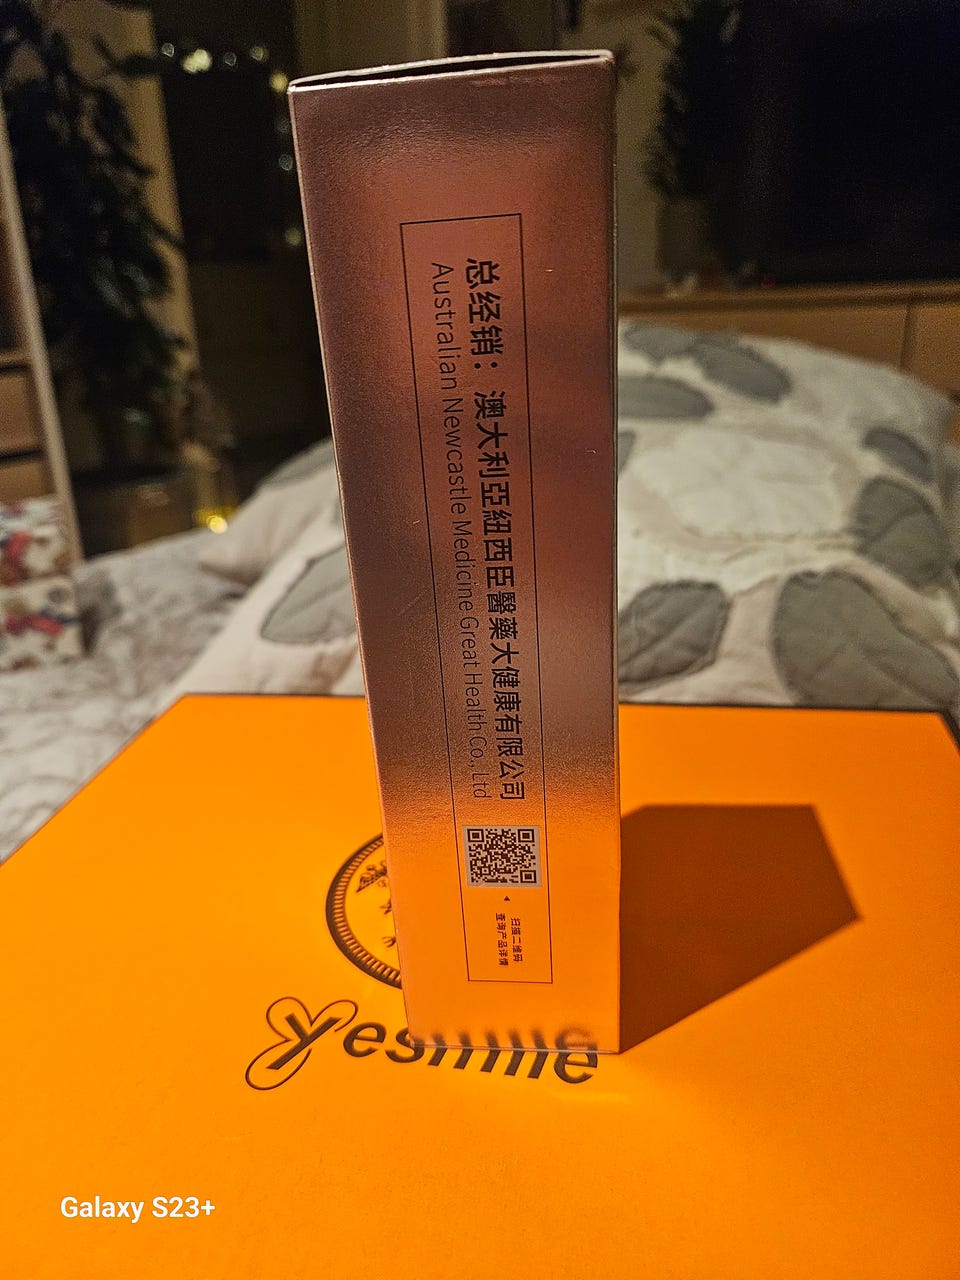 总经销：澳大利亞紐西臣醫藥大健康有限公司
Australian Newcastle Medicine Great Health Co., Ltd
扫描二维码
查询产品详情
Galaxy S23+